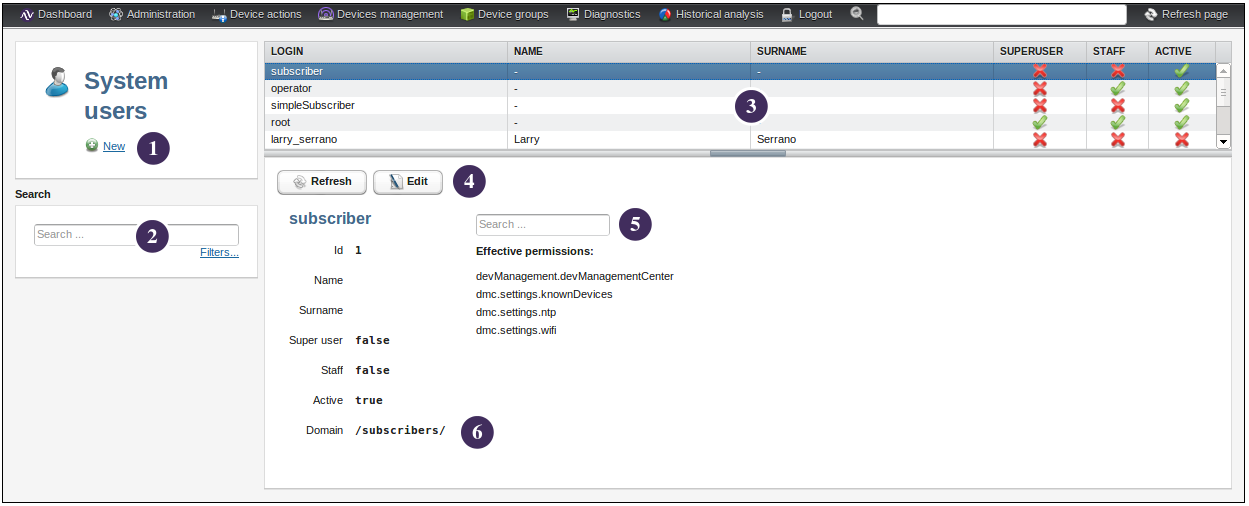 Dashboard Administration Device actions Devices management Device groups Diagnostics Historical analysis Logout Refresh page
System
users
New 1
Search
Search ... 2
Filters...
LOGIN NAME SURNAME SUPERUSER STAFF ACTIVE
subscriber - -
operator -
simpleSubscriber - 3
root -
larry_serrano Larry Serrano
Refresh Edit 4
subscriber Search ... 5
Id 1 Effective permissions:
Name devManagement.devManagementCenter
dmc.settings.knownDevices
Surname dmc.settings.ntp
dmc.settings.wifi
Super user false
Staff false
Active true
Domain /subscribers/ 6